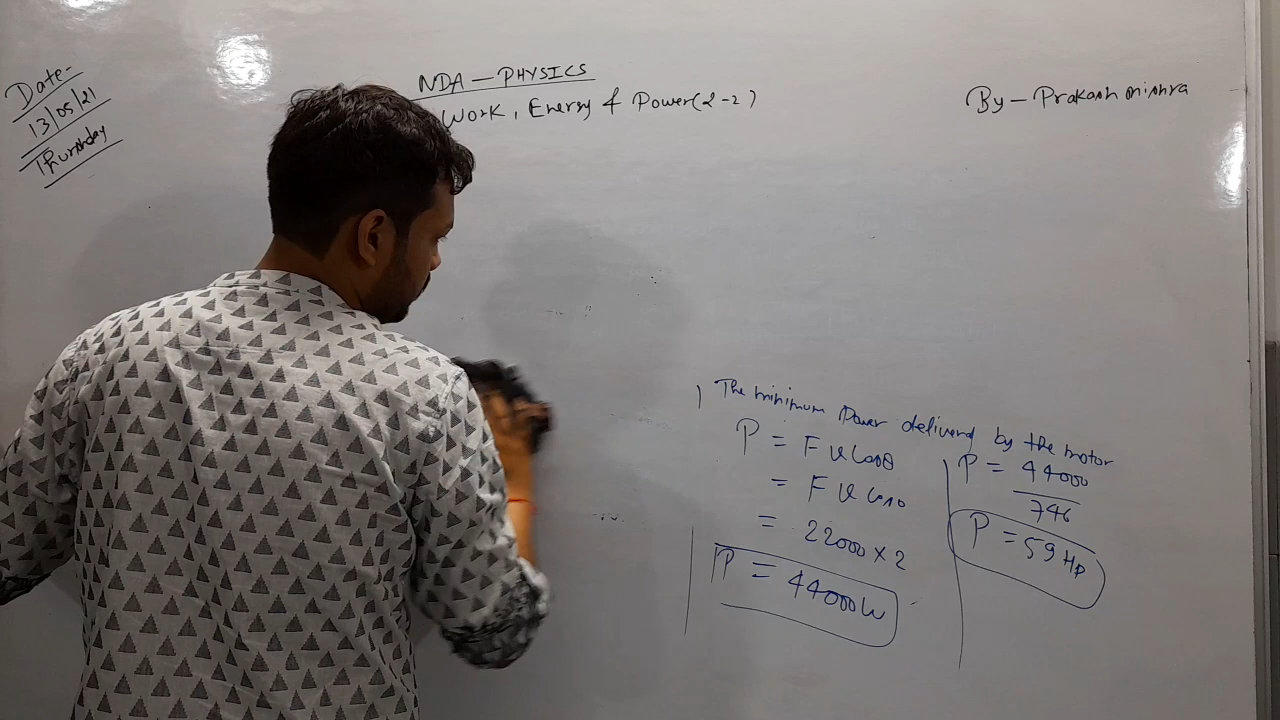 Date-
13/05/21
Thursday
NDA - PHYSICS
Work, Energy & Power(2-2)
By - Prakash mishra
The minimum Power delivered by the motor
P = F v cosθ
= F v cos0
= 22000 × 2
P = 44000W
P = 44000
746
P = 59 HP